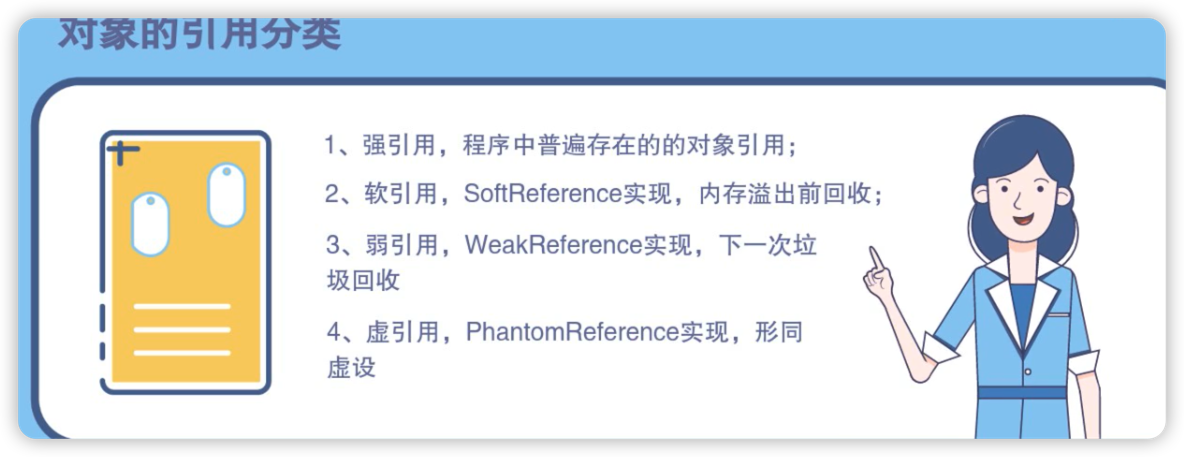 对象的引用分类
1、强引用，程序中普遍存在的的对象引用；
2、软引用，SoftReference实现，内存溢出前回收；
3、弱引用，WeakReference实现，下一次垃
圾回收
4、虚引用，PhantomReference实现，形同
虚设